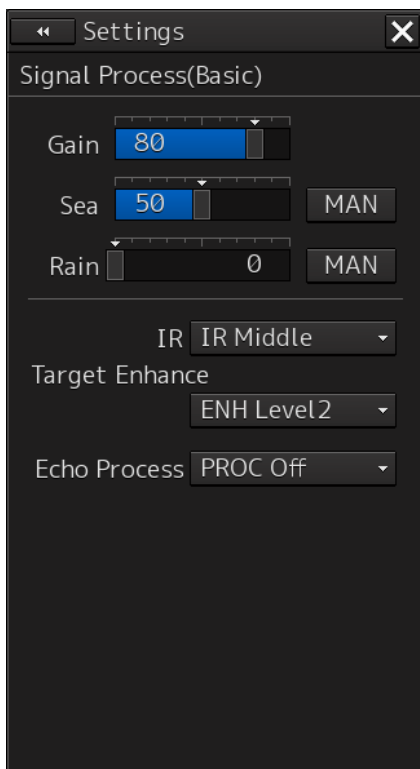 Settings
Signal Process(Basic)
Gain 80
Sea 50 MAN
Rain 0 MAN
IR IR Middle
Target Enhance
ENH Level2
Echo Process PROC Off